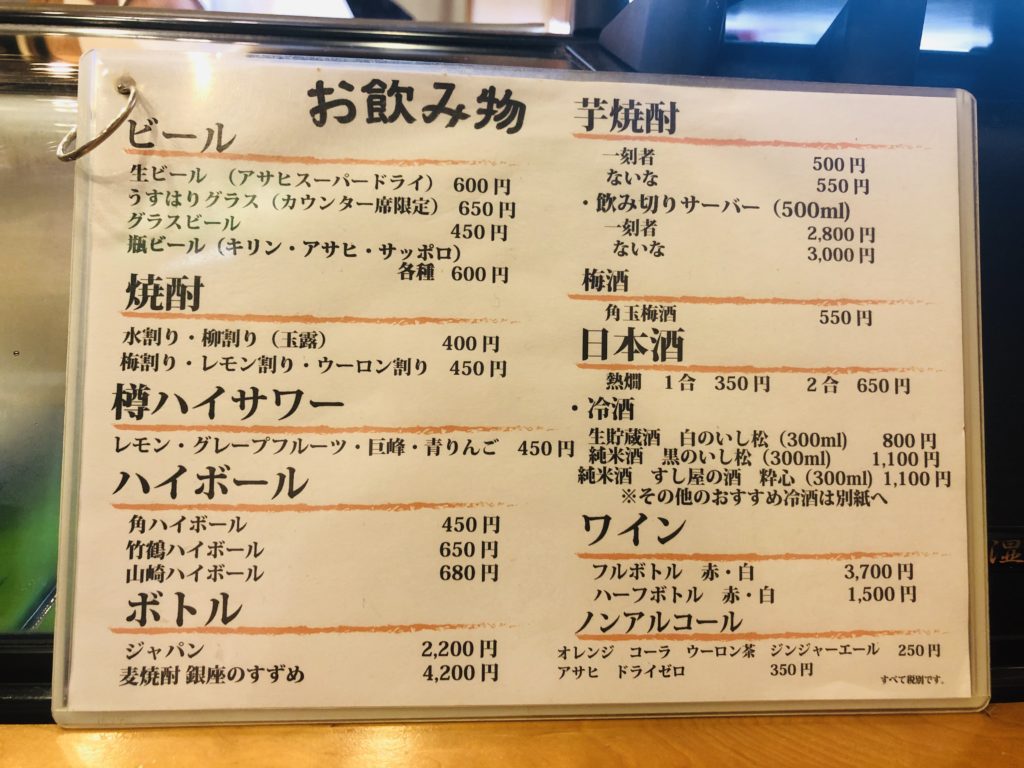 お飲み物
ビール
生ビール （アサヒスーパードライ） 600円
うすはりグラス（カウンター席限定） 650円
グラスビール 450円
瓶ビール（キリン・アサヒ・サッポロ）
各種 600円
焼酎
水割り・柳割り（玉露） 400円
梅割り・レモン割り・ウーロン割り 450円
樽ハイサワー
レモン・グレープフルーツ・巨峰・青りんご 450円
ハイボール
角ハイボール 450円
竹鶴ハイボール 650円
山崎ハイボール 680円
ボトル
ジャパン 2,200円
麦焼酎 銀座のすずめ 4,200円
芋焼酎
一刻者 500円
ないな 550円
・飲み切りサーバー（500ml）
一刻者 2,800円
ないな 3,000円
梅酒
角玉梅酒 550円
日本酒
熱燗 1合 350円 2合 650円
・冷酒
生貯蔵酒 白のいし松（300ml） 800円
純米酒 黒のいし松（300ml） 1,100円
純米酒 すし屋の酒 粋心（300ml） 1,100円
※その他のおすすめ冷酒は別紙へ
ワイン
フルボトル 赤・白 3,700円
ハーフボトル 赤・白 1,500円
ノンアルコール
オレンジ コーラ ウーロン茶 ジンジャーエール 250円
アサヒ ドライゼロ 350円
すべて税別です。